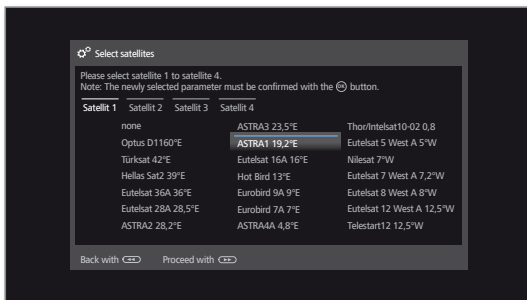 Select satellites
Please select satellite 1 to satellite 4.
Note: The newly selected parameter must be confirmed with the OK button.
Satellit 1 Satellit 2 Satellit 3 Satellit 4
none ASTRA3 23,5°E Thor/Intelsat10-02 0,8
Optus D1160°E ASTRA1 19,2°E Eutelsat 5 West A 5°W
Türksat 42°E Eutelsat 16A 16°E Nilesat 7°W
Hellas Sat2 39°E Hot Bird 13°E Eutelsat 7 West A 7,2°W
Eutelsat 36A 36°E Eurobird 9A 9°E Eutelsat 8 West A 8°W
Eutelsat 28A 28,5°E Eurobird 7A 7°E Eutelsat 12 West A 12,5°W
ASTRA2 28,2°E ASTRA4A 4,8°E Telestart12 12,5°W
Back with Proceed with